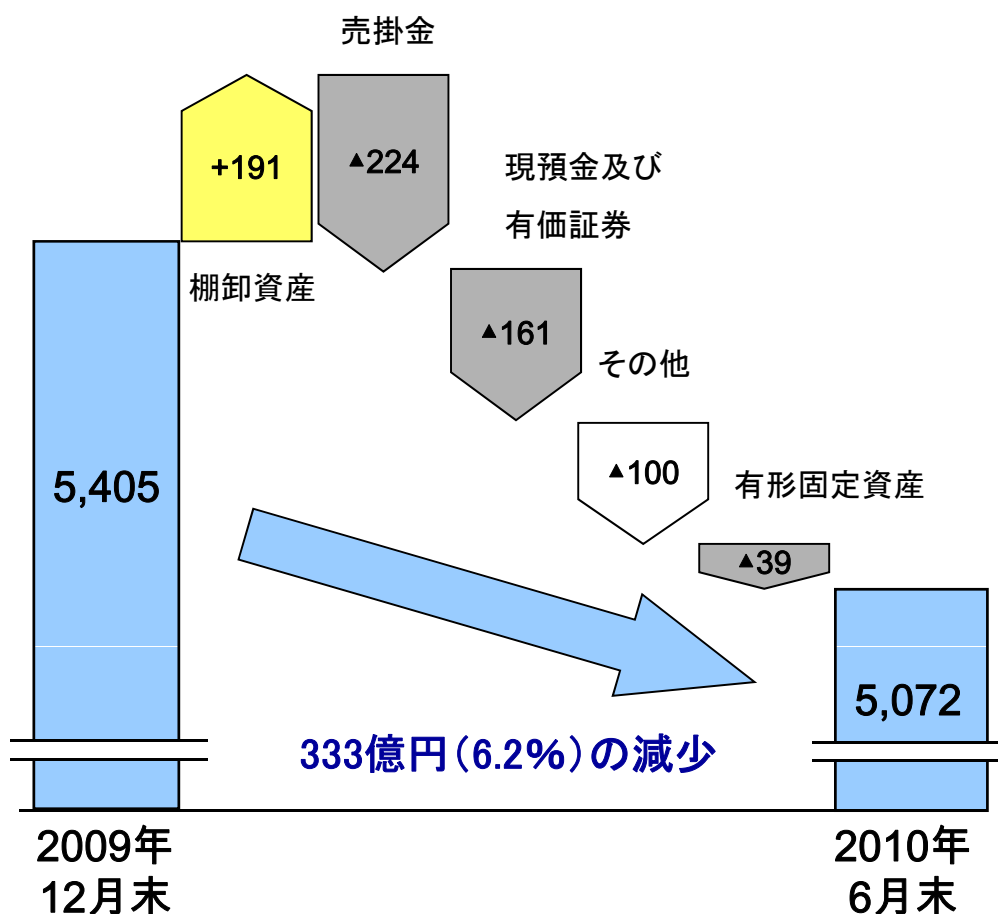 売掛金
+191
▲224
現預金及び
有価証券
棚卸資産
▲161
その他
5,405
▲100
有形固定資産
▲39
5,072
333億円（6.2%）の減少
2009年
12月末
2010年
6月末